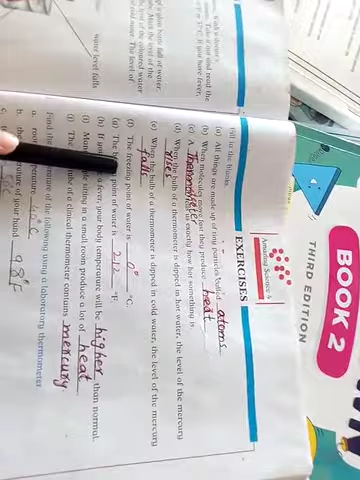 BOOK 2
THIRD EDITION
Amazing Science 4
EXERCISES
Fill in the blanks.
(a) All things are made up of tiny particles called atoms
(b) When molecules move fast they produce heat
(c) A Thermometer tells us exactly how hot something is.
(d) When the bulb of a thermometer is dipped in hot water, the level of the mercury
rises
(e) When the bulb of a thermometer is dipped in cold water, the level of the mercury
falls
(f) The freezing point of water is 0° °C.
(g) The point of water is 212 °F.
(h) If you a fever, your body temperature will be higher than normal.
(i) Many people sitting in a small room produce a lot of heat
(j) The tube of a clinical thermometer contains mercury.
Find the temperature of the following using a laboratory thermometer
a. room temperature °C
b. the temperature of your hand 98°F
c.
water level falls